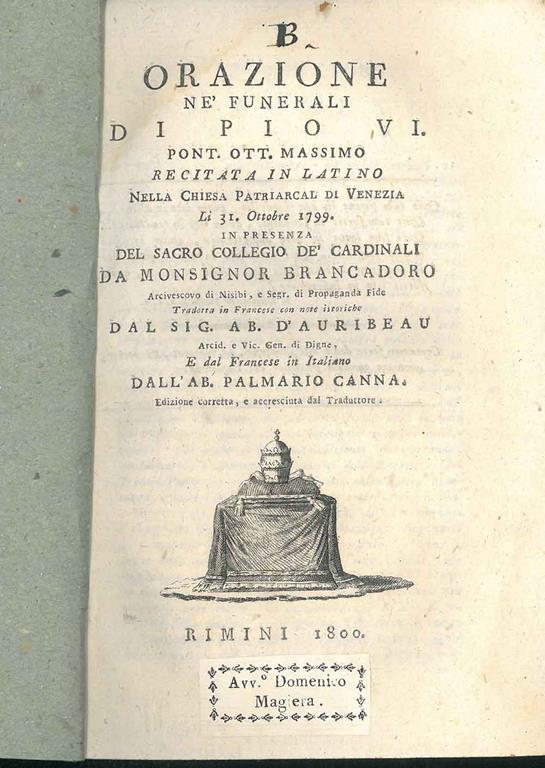 B
ORAZIONE
NE' FUNERALI
DI PIO VI.
PONT. OTT. MASSIMO
RECITATA IN LATINO
NELLA CHIESA PATRIARCAL DI VENEZIA
Li 31. Ottobre 1799.
IN PRESENZA
DEL SACRO COLLEGIO DE' CARDINALI
DA MONSIGNOR BRANCADORO
Arcivescovo di Nisibi, e Segr. di Propaganda Fide
Tradotta in Francese con note istoriche
DAL SIG. AB. D'AURIBEAU
Arcid. e Vic. Gen. di Digne,
E dal Francese in Italiano
DALL'AB. PALMARIO CANNA.
Edizione corretta, e accresciuta dal Traduttore.
RIMINI 1800.
Avv.° Domenico
Magiera.